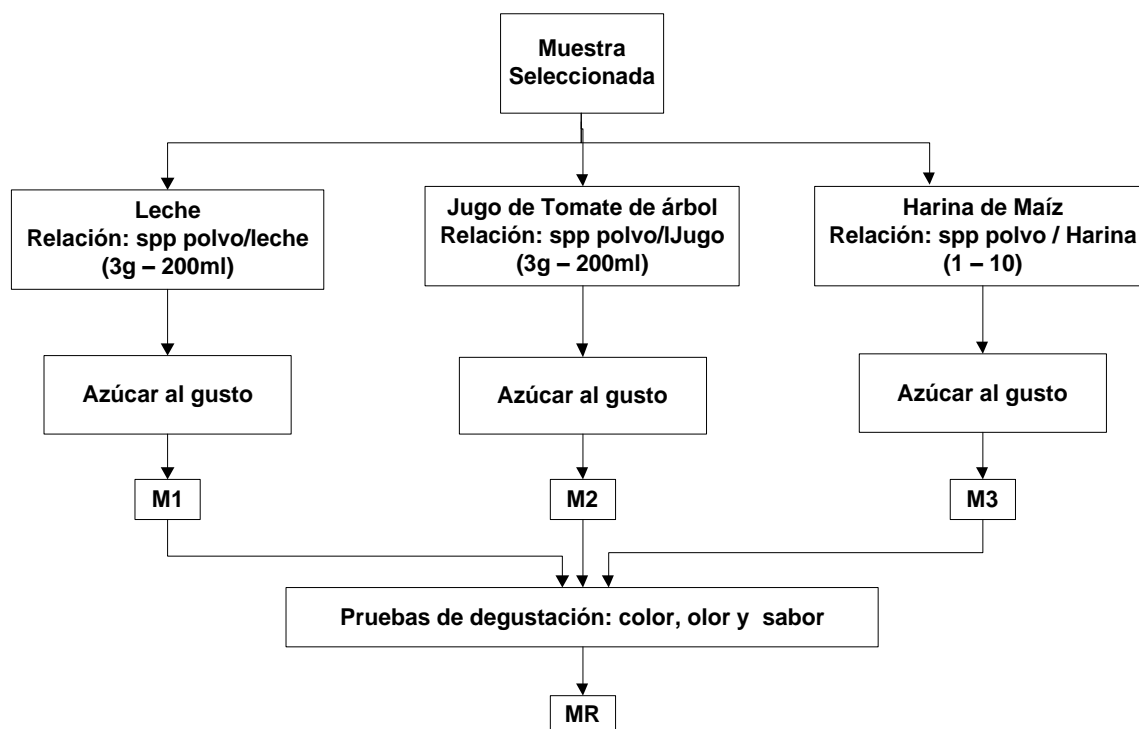 Muestra
Seleccionada
Leche
Relación: spp polvo/leche
(3g – 200ml)
Jugo de Tomate de árbol
Relación: spp polvo/lJugo
(3g – 200ml)
Harina de Maíz
Relación: spp polvo / Harina
(1 – 10)
Azúcar al gusto
Azúcar al gusto
Azúcar al gusto
M1
M2
M3
Pruebas de degustación: color, olor y  sabor
MR